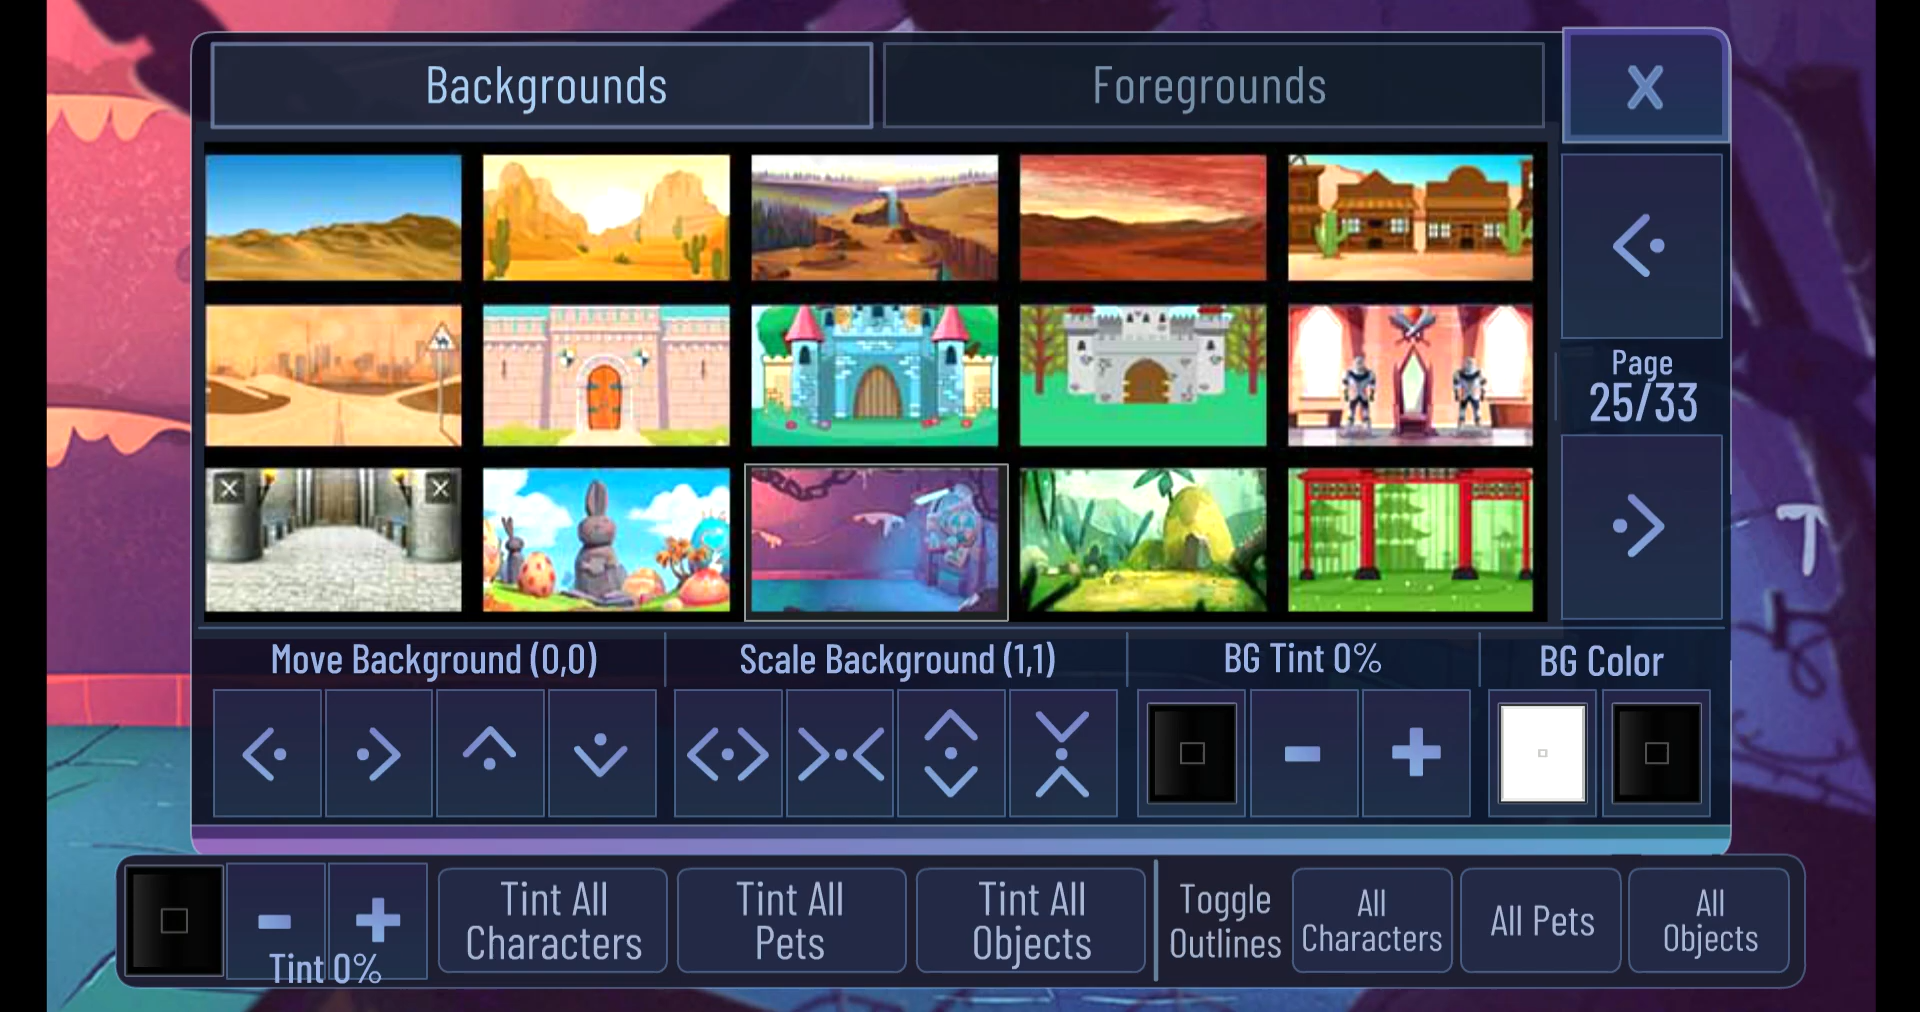 Backgrounds
Foregrounds
X
Page
25/33
Move Background (0,0)
Scale Background (1,1)
BG Tint 0%
BG Color
Tint 0%
Tint All
Characters
Tint All
Pets
Tint All
Objects
Toggle
Outlines
All
Characters
All Pets
All
Objects